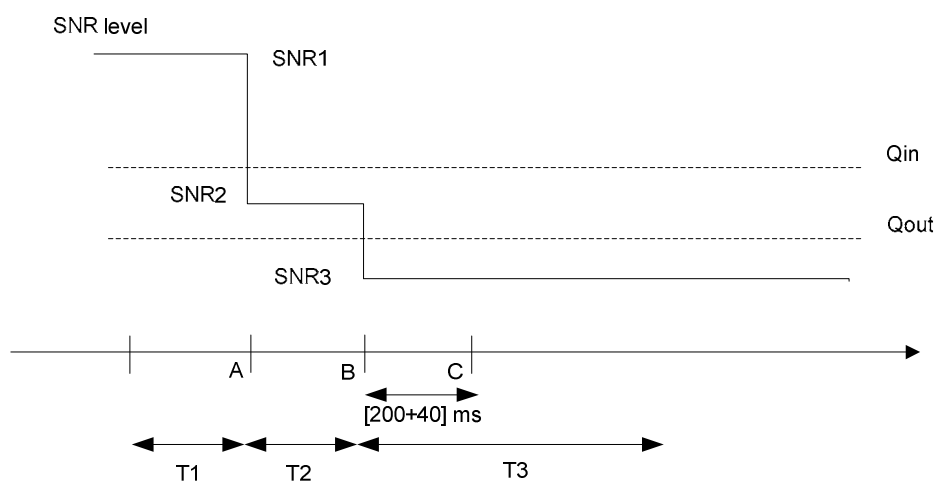 SNR level
SNR1
Qin
SNR2
Qout
SNR3
A B C
[200+40] ms
T1 T2 T3